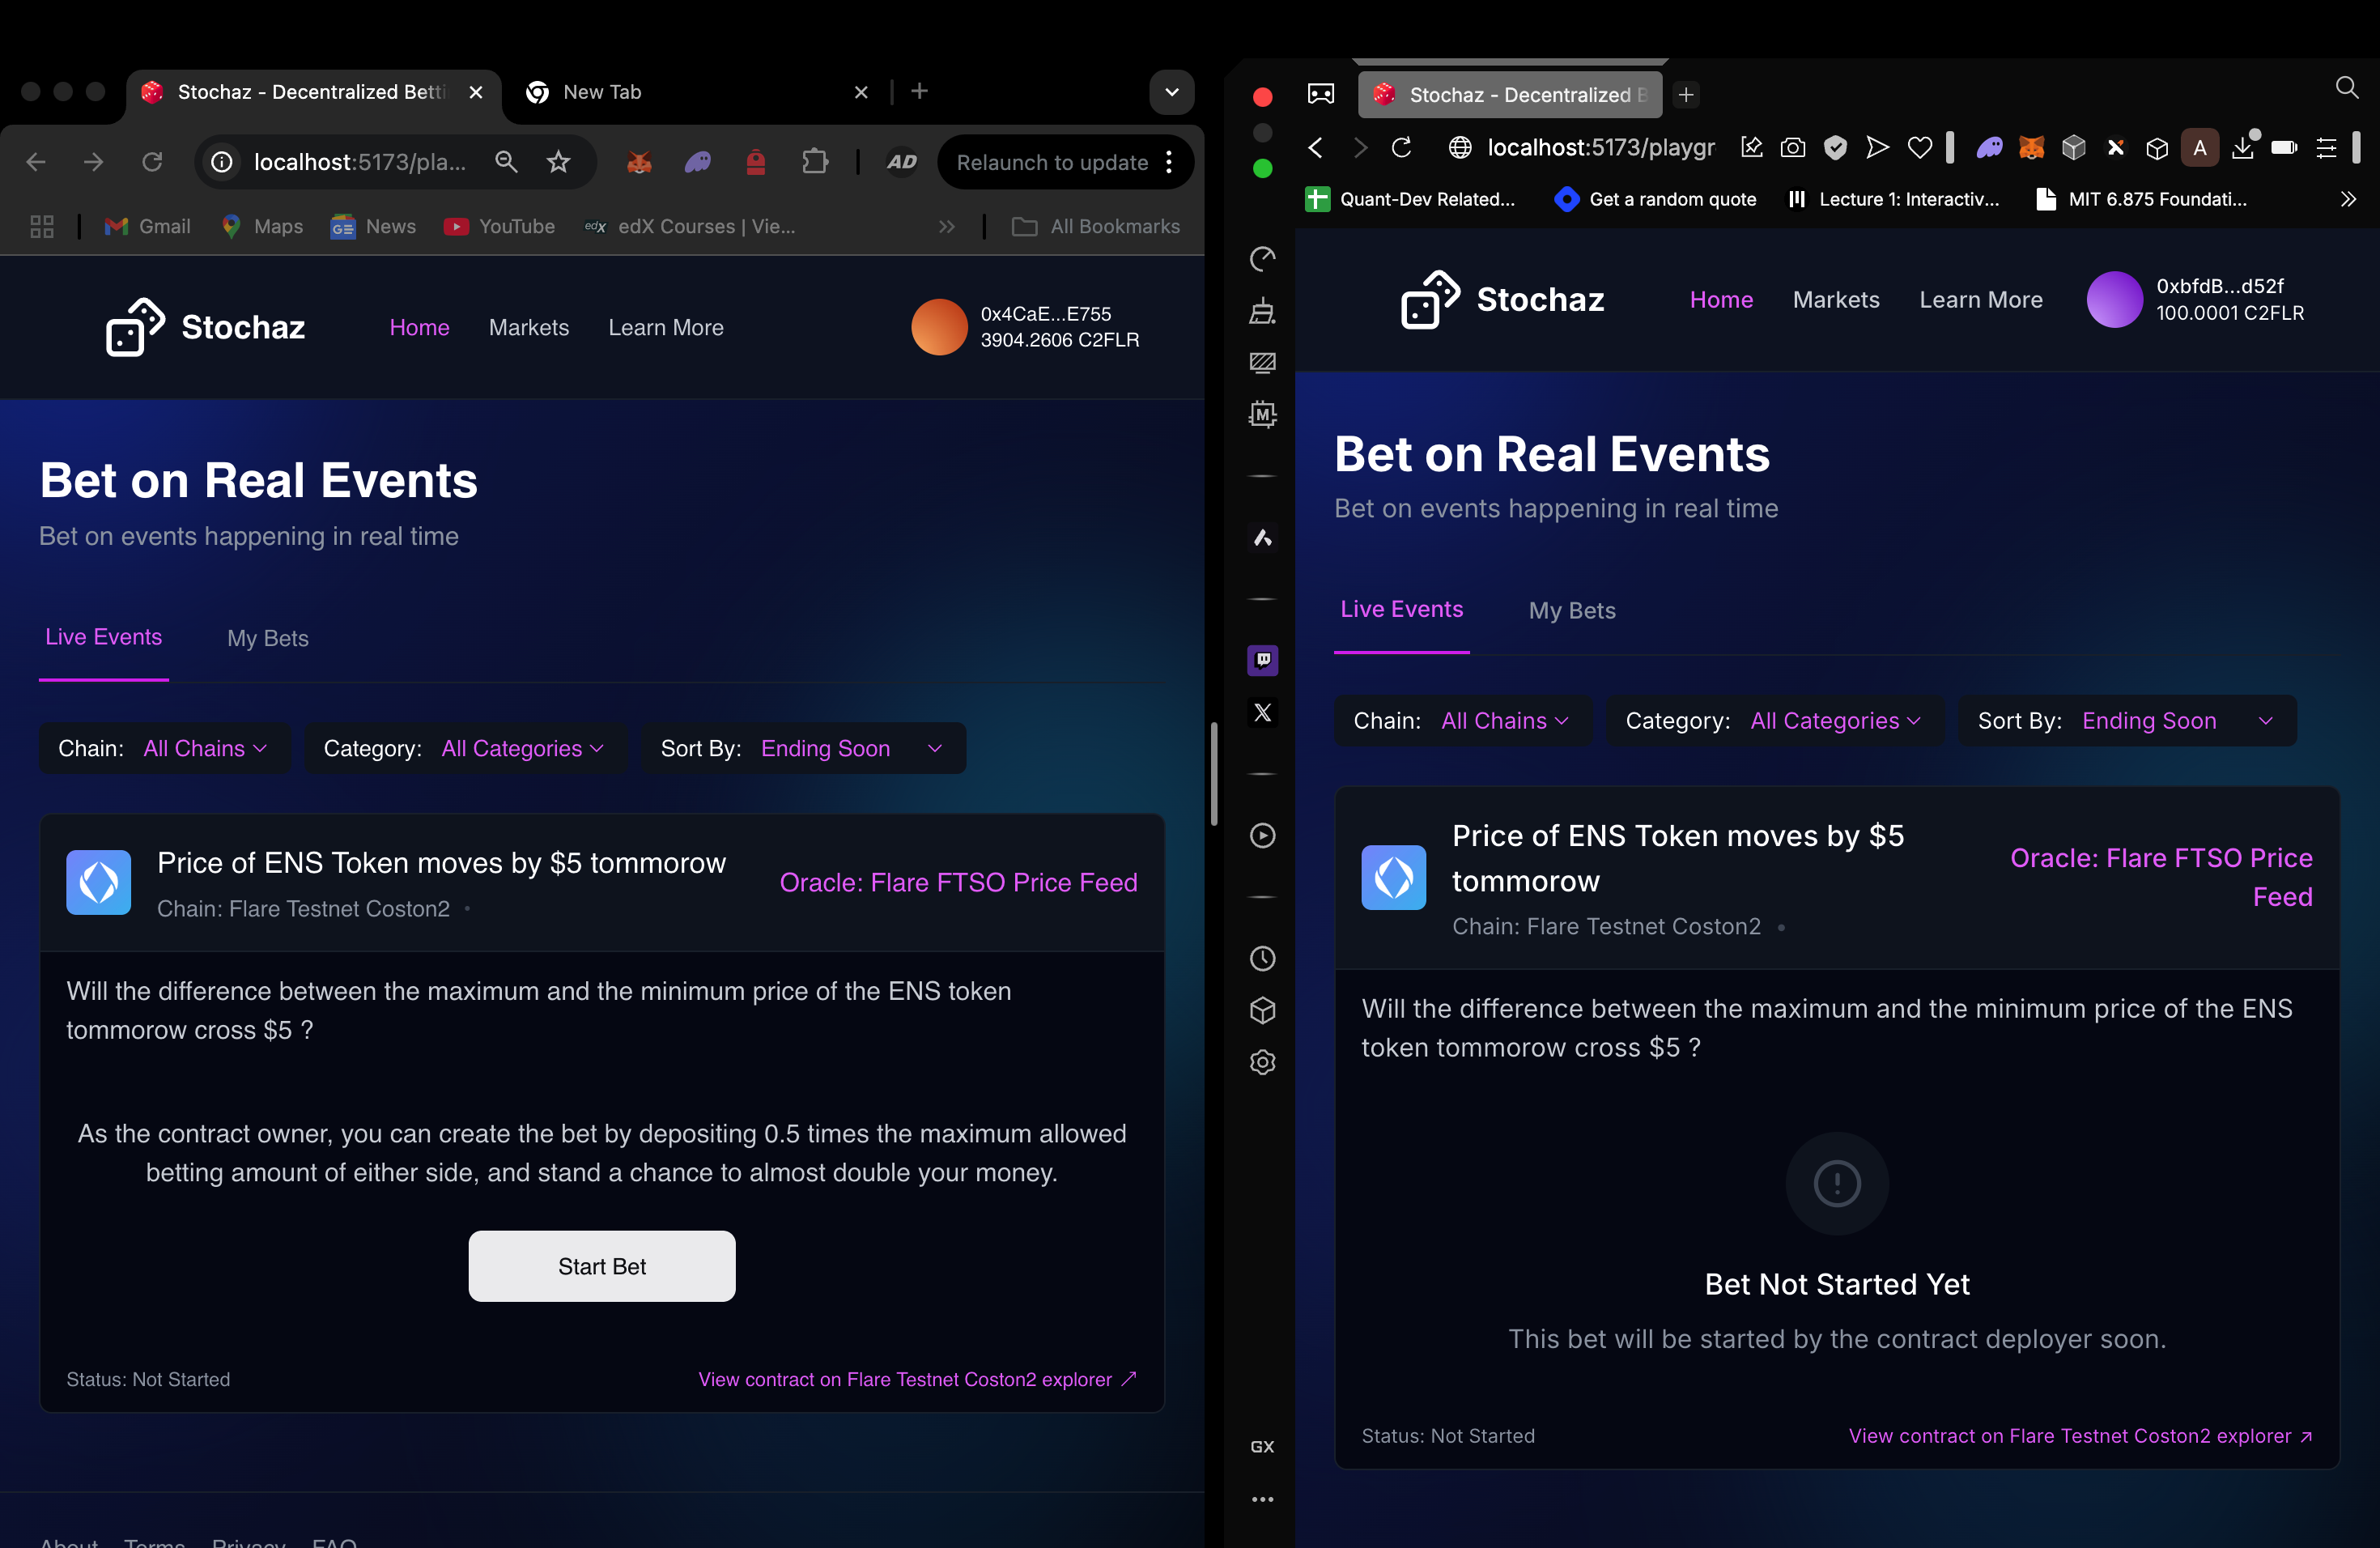 Stochaz - Decentralized Betti
New Tab
localhost:5173/pla...
AD
Relaunch to update
Gmail
Maps
News
YouTube
edX Courses | Vie...
All Bookmarks
Stochaz
Home
Markets
Learn More
0x4CaE...E755
3904.2606 C2FLR
Bet on Real Events
Bet on events happening in real time
Live Events
My Bets
Chain: All Chains
Category: All Categories
Sort By: Ending Soon
Price of ENS Token moves by $5 tommorow
Chain: Flare Testnet Coston2 •
Oracle: Flare FTSO Price Feed
Will the difference between the maximum and the minimum price of the ENS token
tommorow cross $5 ?
As the contract owner, you can create the bet by depositing 0.5 times the maximum allowed
betting amount of either side, and stand a chance to almost double your money.
Start Bet
Status: Not Started
View contract on Flare Testnet Coston2 explorer ↗
About Terms Privacy FAQ
Stochaz - Decentralized B
localhost:5173/playgr
A
Quant-Dev Related...
Get a random quote
Lecture 1: Interactiv...
MIT 6.875 Foundati...
M
GX
Stochaz
Home
Markets
Learn More
0xbfdB...d52f
100.0001 C2FLR
Bet on Real Events
Bet on events happening in real time
Live Events
My Bets
Chain: All Chains
Category: All Categories
Sort By: Ending Soon
Price of ENS Token moves by $5
tommorow
Chain: Flare Testnet Coston2 •
Oracle: Flare FTSO Price
Feed
Will the difference between the maximum and the minimum price of the ENS
token tommorow cross $5 ?
Bet Not Started Yet
This bet will be started by the contract deployer soon.
Status: Not Started
View contract on Flare Testnet Coston2 explorer ↗